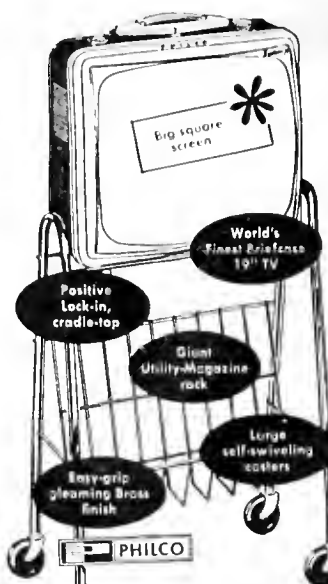 PHILCO
Big square
screen
World's
Finest Briefcase
19" TV
Positive
Lock-in,
cradle-top
Giant
Utility-Magazine
rack
Large
self-swiveling
casters
Easy-grip
gleaming Brass
finish
PHILCO